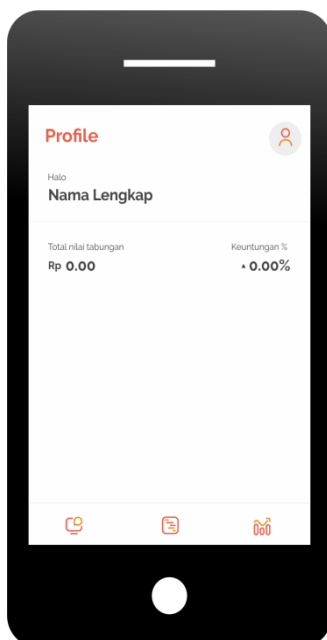 Profile
Halo
Nama Lengkap
Total nilai tabungan
Keuntungan %
Rp 0.00
▲ 0.00%